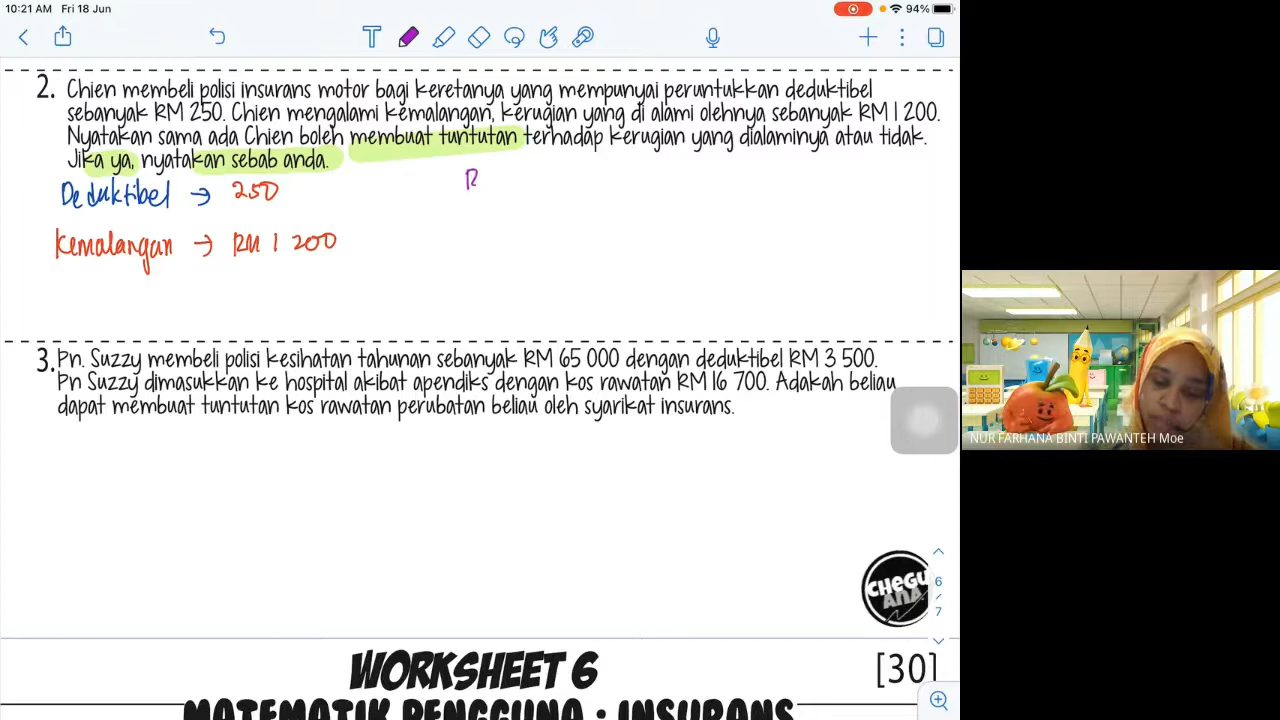 10:21 AM Fri 18 Jun
94%
2. Chien membeli polisi insurans motor bagi keretanya yang mempunyai peruntukkan deduktibel
sebanyak RM 250. Chien mengalami kemalangan, kerugian yang di alami olehnya sebanyak RM 1 200.
Nyatakan sama ada Chien boleh membuat tuntutan terhadap kerugian yang dialaminya atau tidak.
Jika ya, nyatakan sebab anda.
Deduktibel → 250
Kemalangan → RM 1 200
3. Pn. Suzzy membeli polisi kesihatan tahunan sebanyak RM 65 000 dengan deduktibel RM 3 500.
Pn Suzzy dimasukkan ke hospital akibat apendiks dengan kos rawatan RM 16 700. Adakah beliau
dapat membuat tuntutan kos rawatan perubatan beliau oleh syarikat insurans.
NUR FARHANA BINTI PAWANTEH Moe
CHEGU
ANA
6
/
7
WORKSHEET 6
[30]
MATEMATIK PENGGUNA : INSURANS